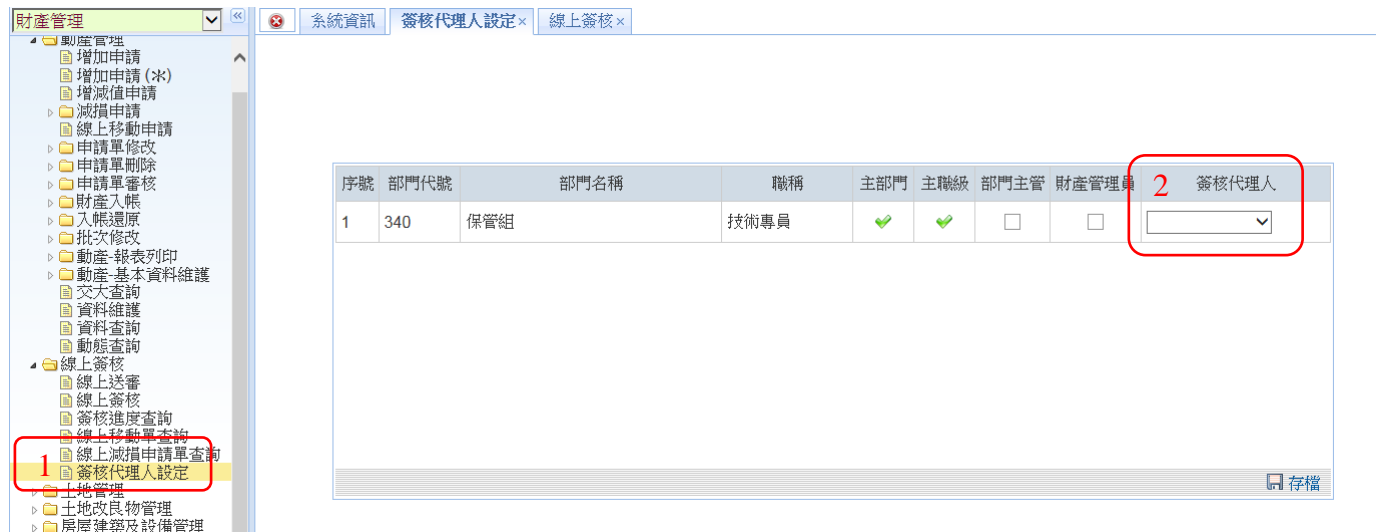 財產管理
動產管理
增加申請
增加申請(米)
增減值申請
減損申請
線上移動申請
申請單修改
申請單刪除
申請單審核
財產入帳
入帳還原
批次修改
動產-報表列印
動產-基本資料維護
交大查詢
資料維護
資料查詢
動態查詢
線上簽核
線上送審
線上簽核
簽核進度查詢
線上移動單查詢
線上減損申請單查詢
1 簽核代理人設定
土地管理
土地改良物管理
房屋建築及設備管理
系統資訊 簽核代理人設定× 線上簽核×
序號 部門代號 部門名稱 職稱 主部門 主職級 部門主管 財產管理員 2 簽核代理人
1 340 保管組 技術專員
存檔